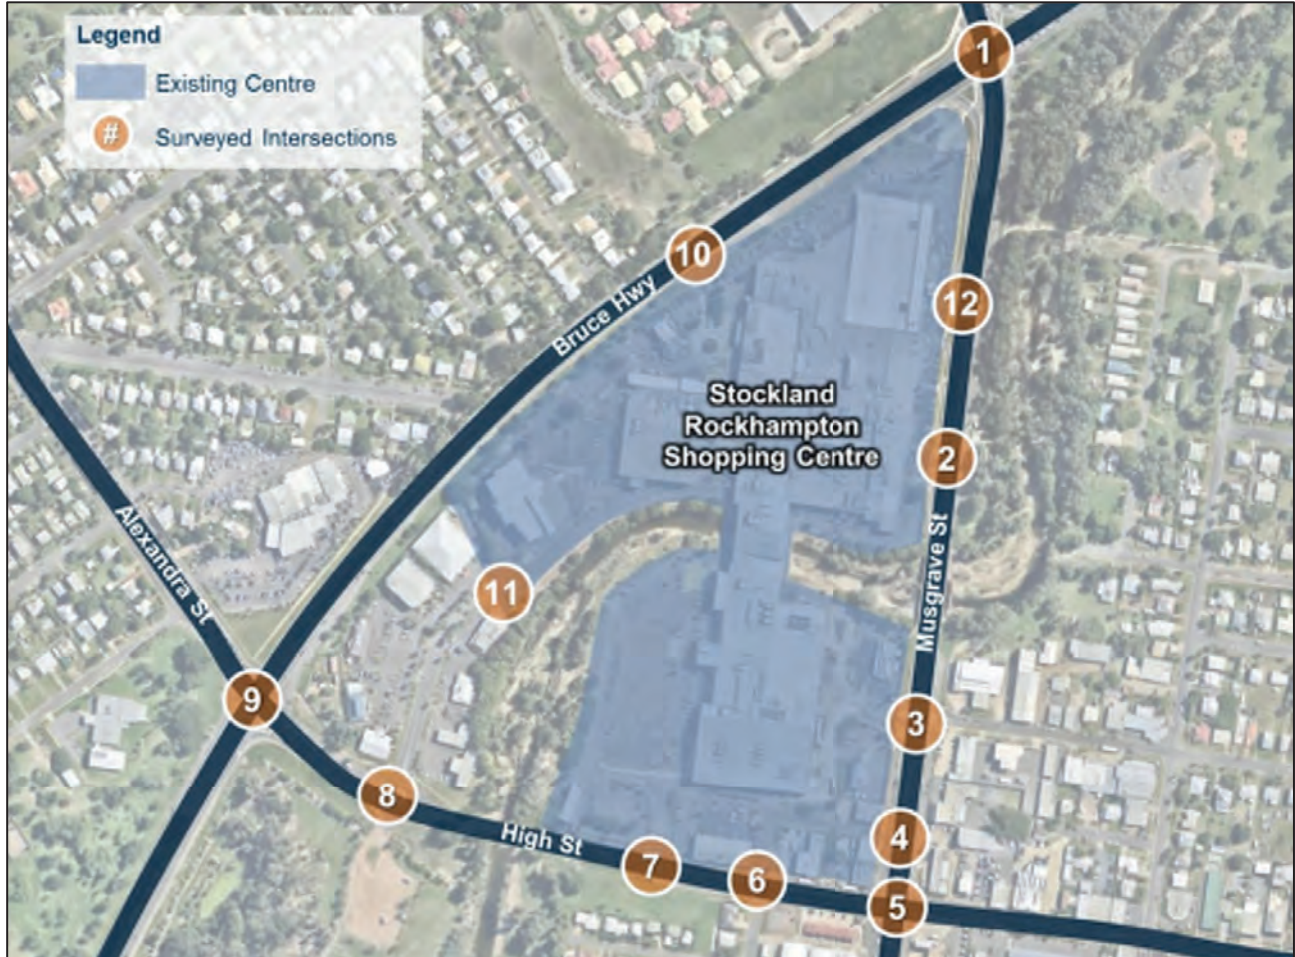 Legend
Existing Centre
# Surveyed Intersections
1
10
Bruce Hwy
12
Stockland
Rockhampton
Shopping Centre
2
Alexandra St
Musgrave St
11
9
3
8
High St
4
7
6
5